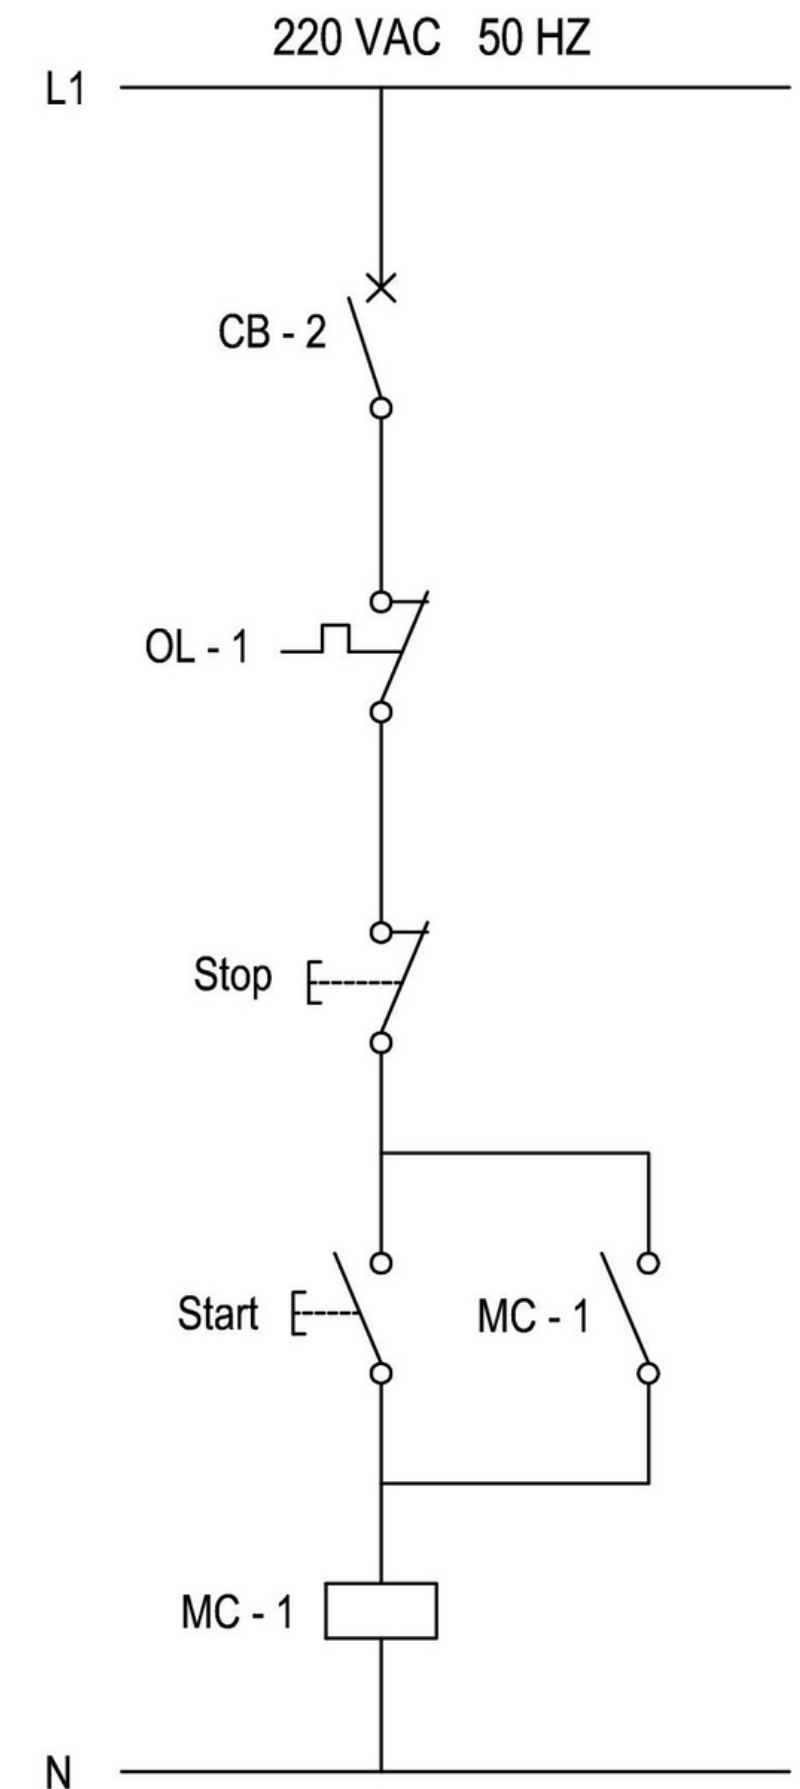 220 VAC 50 HZ
L1
CB - 2
OL - 1
Stop
Start
MC - 1
MC - 1
N